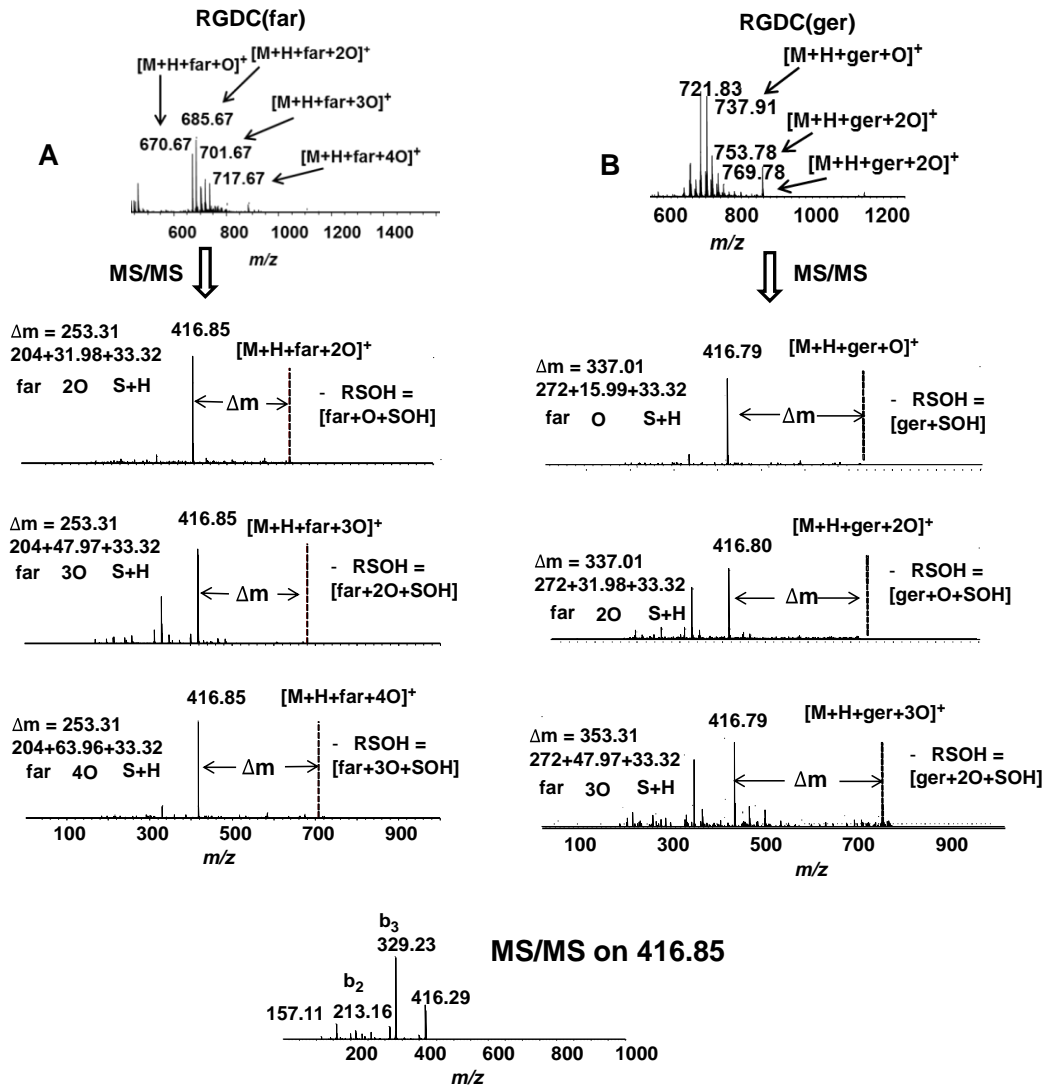 RGDC(far)
[M+H+far+O]⁺
[M+H+far+2O]⁺
685.67
[M+H+far+3O]⁺
A
670.67
701.67
[M+H+far+4O]⁺
717.67
600 800 1000 1200 1400
m/z
MS/MS
RGDC(ger)
[M+H+ger+O]⁺
721.83
737.91
[M+H+ger+2O]⁺
B
753.78
[M+H+ger+2O]⁺
769.78
600 800 1000 1200
m/z
MS/MS
Δm = 253.31
416.85
204+31.98+33.32
[M+H+far+2O]⁺
far 2O S+H
Δm
- RSOH =
[far+O+SOH]
Δm = 253.31
416.85
[M+H+far+3O]⁺
204+47.97+33.32
far 3O S+H
Δm
- RSOH =
[far+2O+SOH]
416.85
[M+H+far+4O]⁺
Δm = 253.31
204+63.96+33.32
far 4O S+H
Δm
- RSOH =
[far+3O+SOH]
100 300 500 700 900
m/z
416.79
[M+H+ger+O]⁺
Δm = 337.01
272+15.99+33.32
far O S+H
Δm
- RSOH =
[ger+SOH]
[M+H+ger+2O]⁺
416.80
Δm = 337.01
272+31.98+33.32
far 2O S+H
Δm
- RSOH =
[ger+O+SOH]
416.79
[M+H+ger+3O]⁺
Δm = 353.31
272+47.97+33.32
far 3O S+H
Δm
- RSOH =
[ger+2O+SOH]
100 300 500 700 900
m/z
b₃
329.23
MS/MS on 416.85
b₂
157.11 213.16
416.29
200 400 600 800 1000
m/z